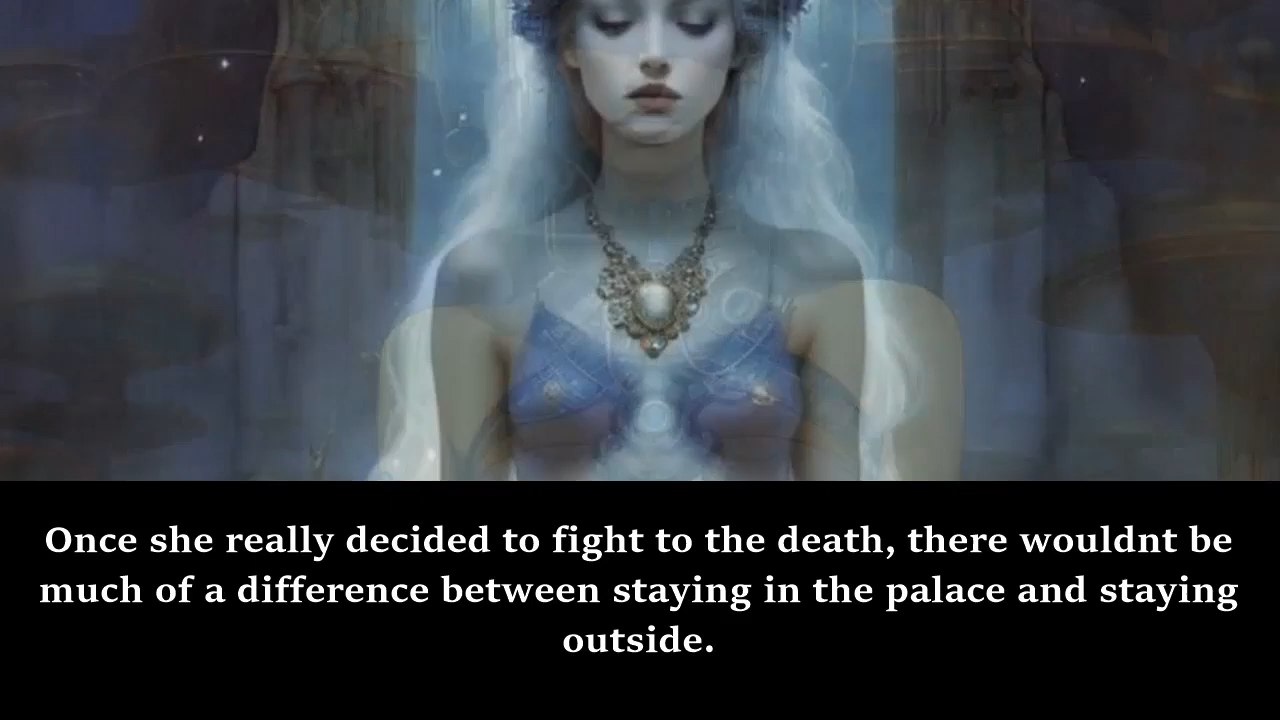 Once she really decided to fight to the death, there wouldnt be
much of a difference between staying in the palace and staying
outside.